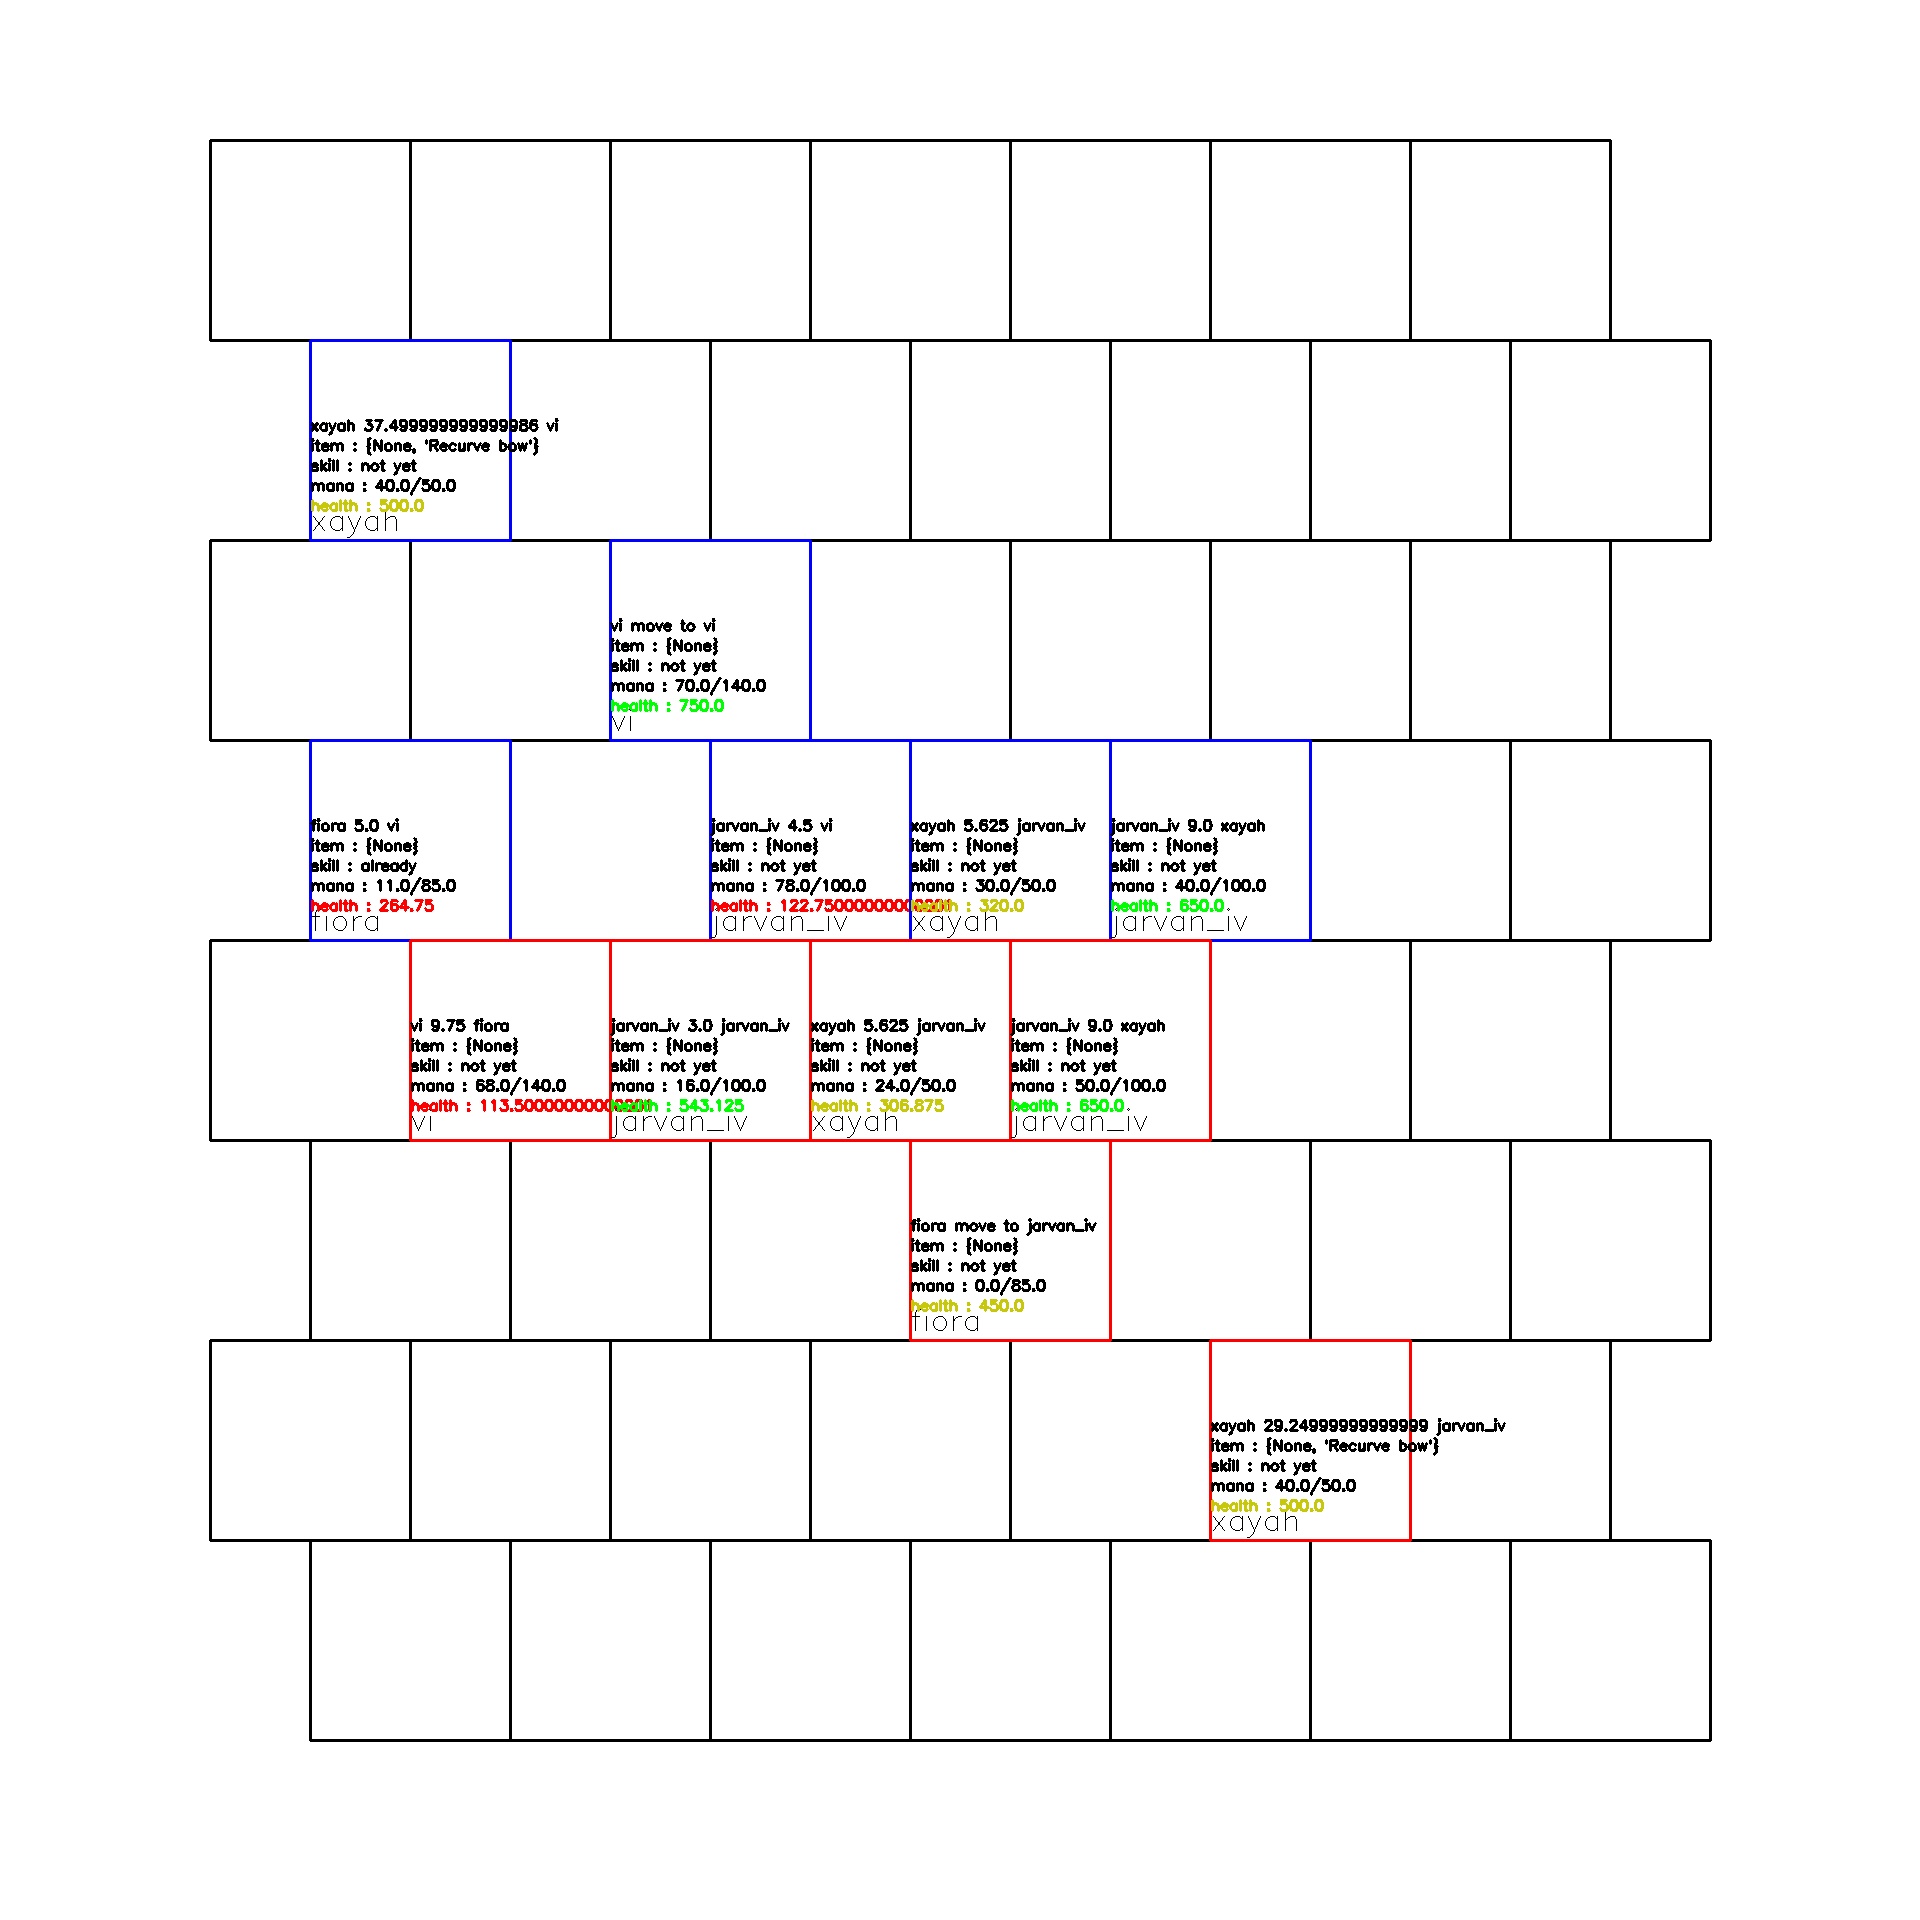 xayah 37.499999999999986 vi
item : {None, 'Recurve bow'}
skill : not yet
mana : 40.0/50.0
health : 500.0
xayah
vi move to vi
item : {None}
skill : not yet
mana : 70.0/140.0
health : 750.0
vi
fiora 5.0 vi
item : {None}
skill : already
mana : 11.0/85.0
health : 264.75
fiora
jarvan_iv 4.5 vi
item : {None}
skill : not yet
mana : 78.0/100.0
health :
jarvan_iv
xayah 5.625 jarvan_iv
item : {None}
skill : not yet
mana : 30.0/50.0
health : 320.0
xayah
jarvan_iv 9.0 xayah
item : {None}
skill : not yet
mana : 40.0/100.0
health : 650.0
jarvan_iv
vi 9.75 fiora
item : {None}
skill : not yet
mana : 68.0/140.0
health :
vi
jarvan_iv 3.0 jarvan_iv
item : {None}
skill : not yet
mana : 16.0/100.0
health : 543.125
jarvan_iv
xayah 5.625 jarvan_iv
item : {None}
skill : not yet
mana : 24.0/50.0
health : 306.875
xayah
jarvan_iv 9.0 xayah
item : {None}
skill : not yet
mana : 50.0/100.0
health : 650.0
jarvan_iv
fiora move to jarvan_iv
item : {None}
skill : not yet
mana : 0.0/85.0
health : 450.0
fiora
xayah 29.24999999999999 jarvan_iv
item : {None, 'Recurve bow'}
skill : not yet
mana : 40.0/50.0
health : 500.0
xayah